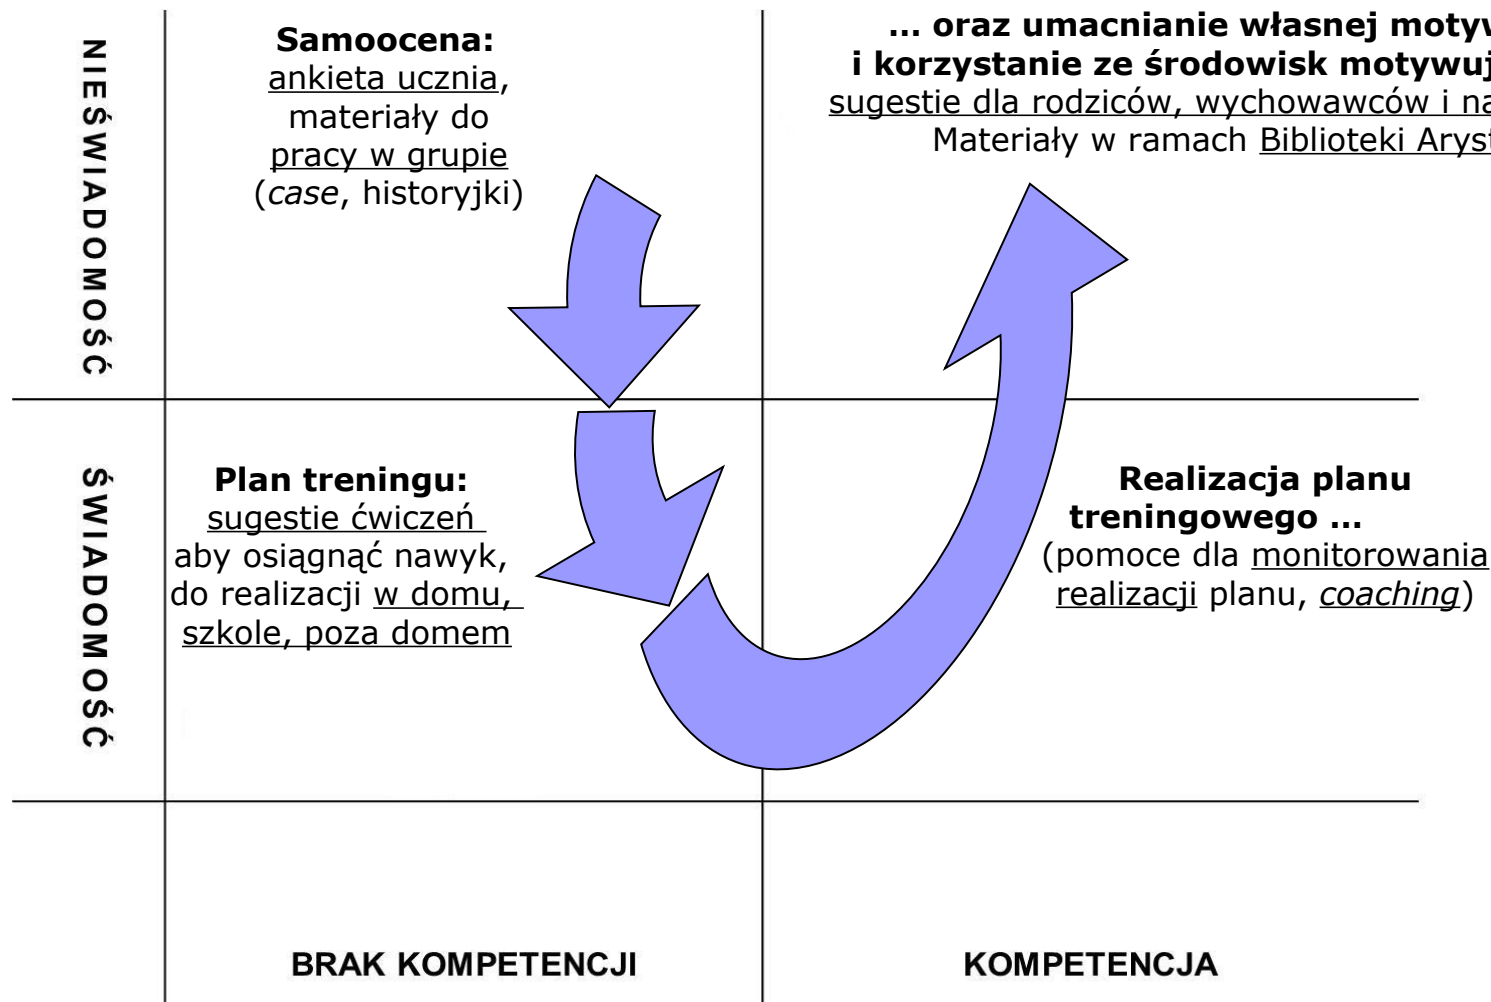 NIEŚWIADOMOŚĆ
Samoocena:
ankieta ucznia,
materiały do
pracy w grupie
(case, historyjki)
... oraz umacnianie własnej
i korzystanie ze środowisk
sugestie dla rodziców, wychowawców i
Materiały w ramach Biblioteki
ŚWIADOMOŚĆ
Plan treningu:
sugestie ćwiczeń
aby osiągnąć nawyk,
do realizacji w domu,
szkole, poza domem
Realizacja planu
treningowego ...
(pomoce dla monitorowania
realizacji planu, coaching)
BRAK KOMPETENCJI
KOMPETENCJA